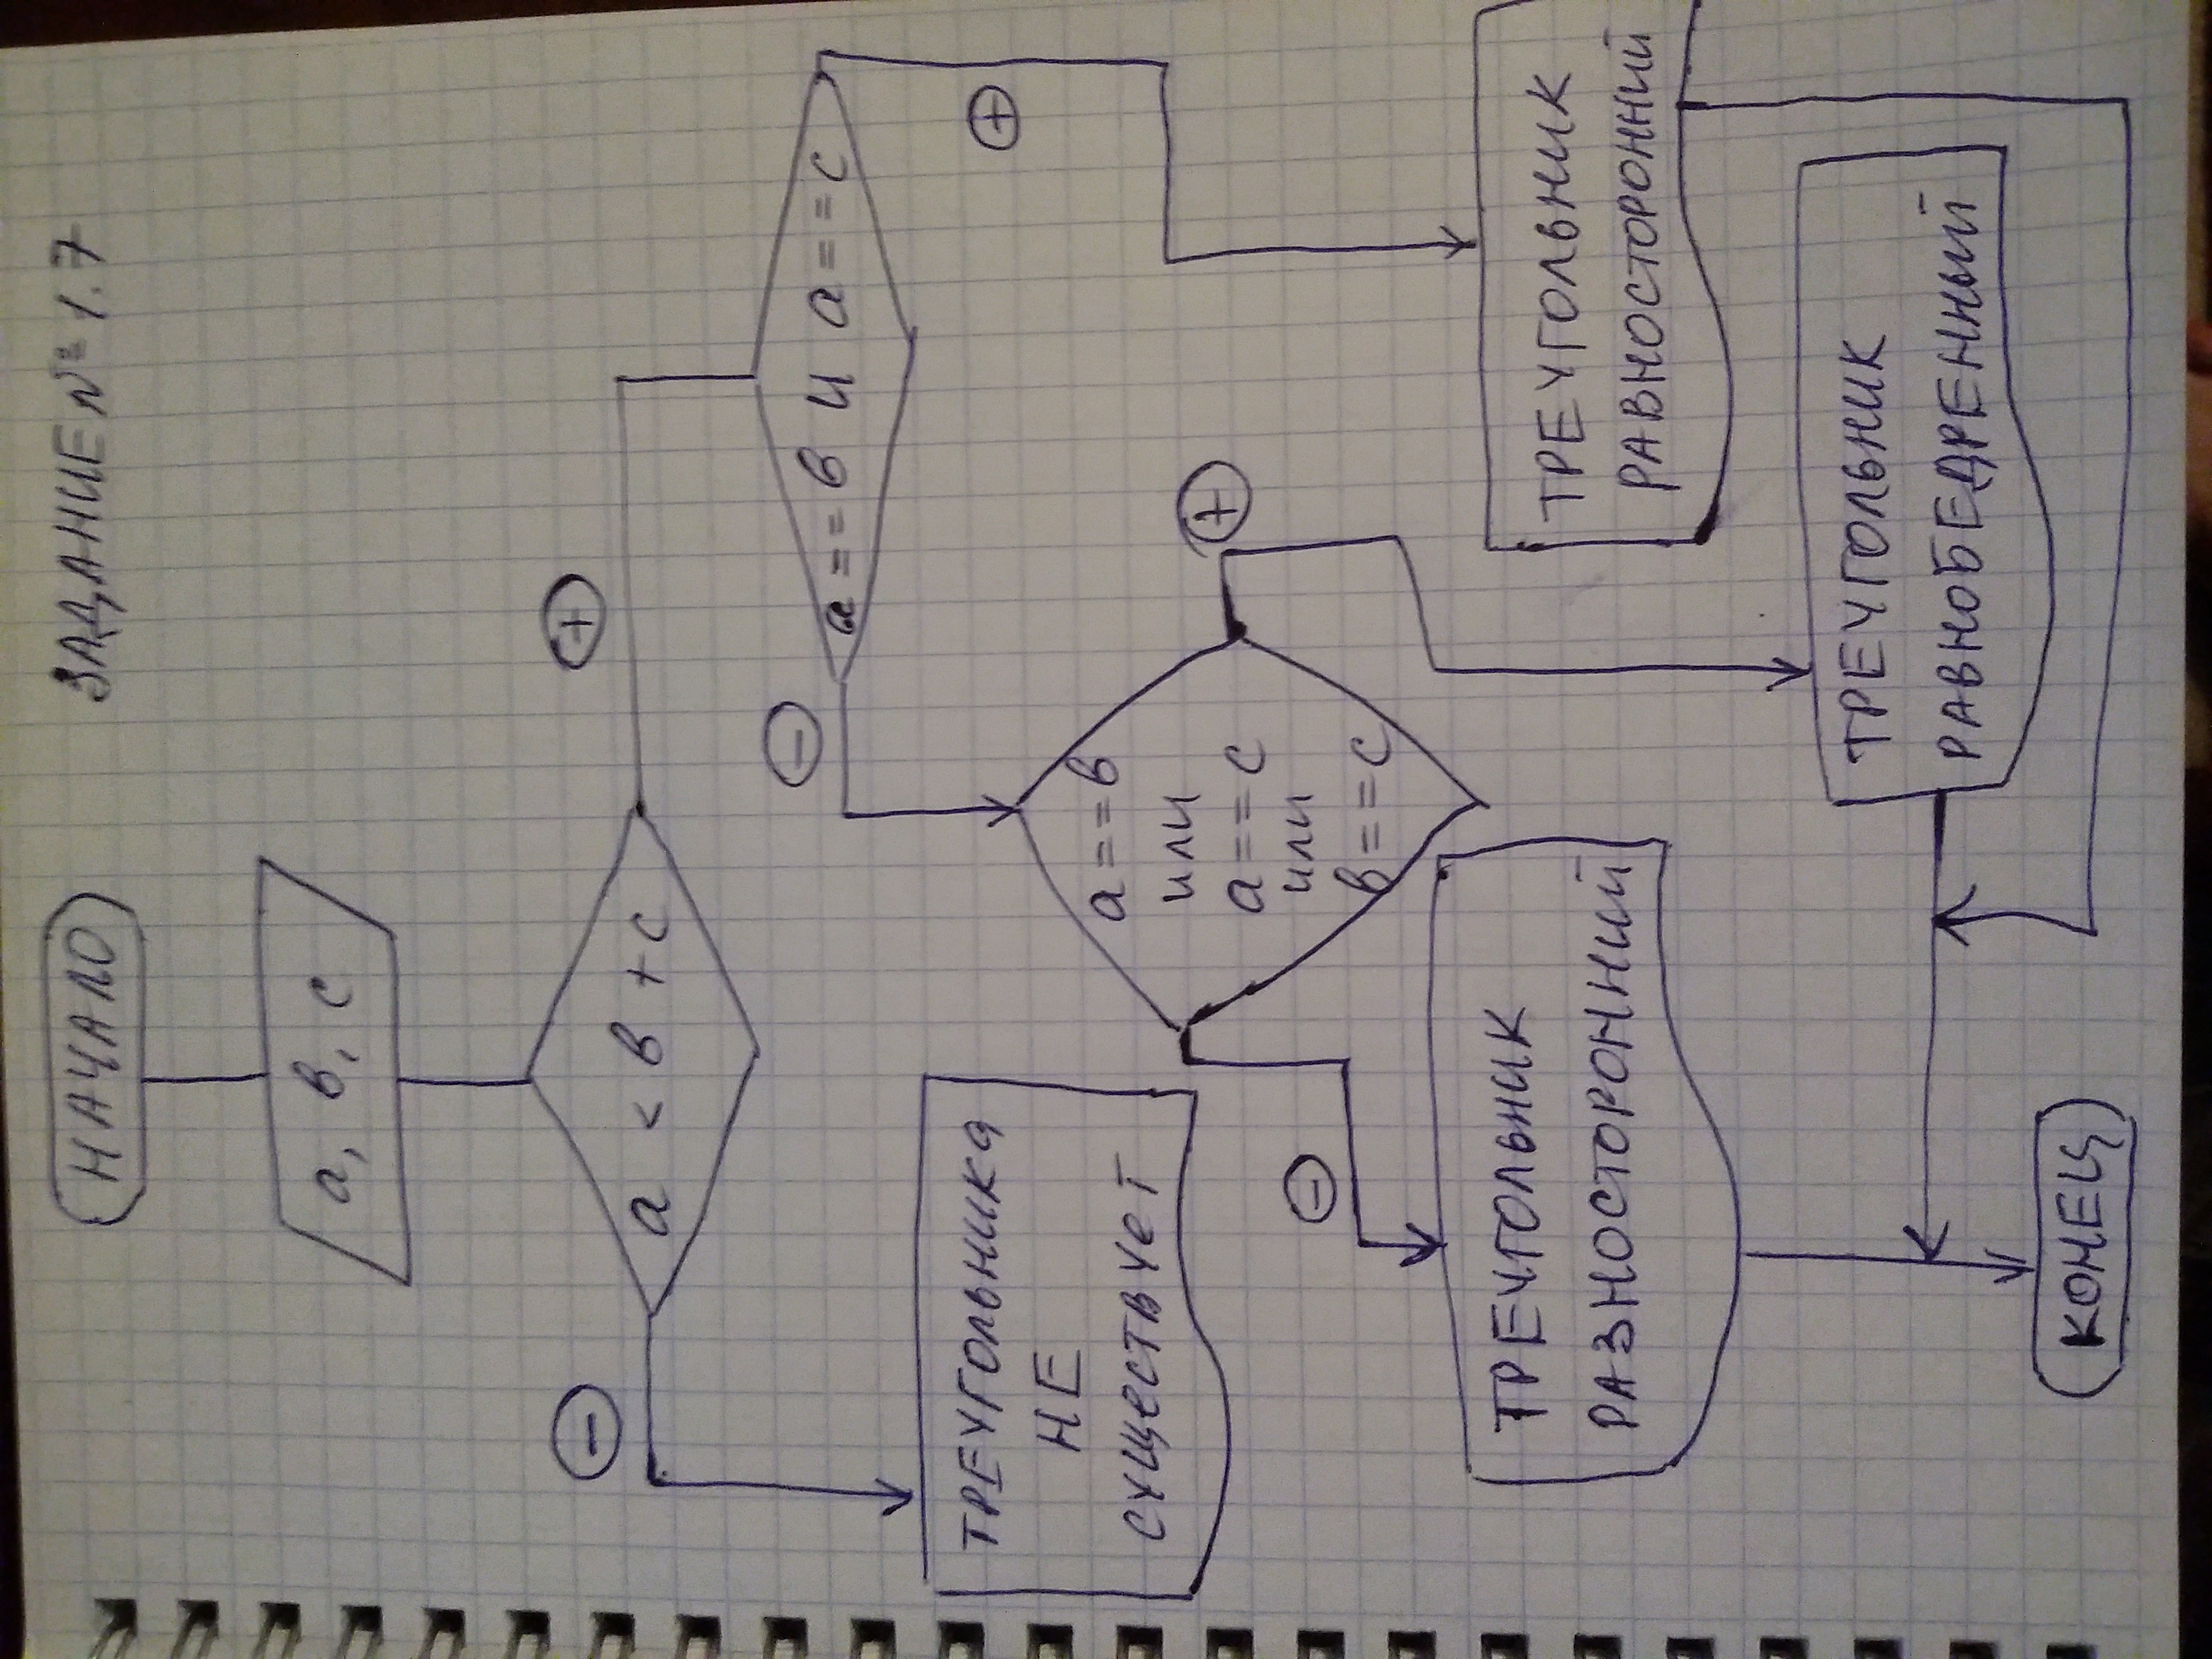 НАЧАЛО
ЗАДАНИЕ № 1.7
а, в, с
а < в + с
−
+
а == в и а == с
−
+
ТРЕУГОЛЬНИКА
НЕ
СУЩЕСТВУЕТ
а == в
или
а == с
или
в == с
−
+
ТРЕУГОЛЬНИК
РАЗНОСТОРОННИЙ
ТРЕУГОЛЬНИК
РАВНОСТОРОННИЙ
ТРЕУГОЛЬНИК
РАВНОБЕДРЕННЫЙ
КОНЕЦ